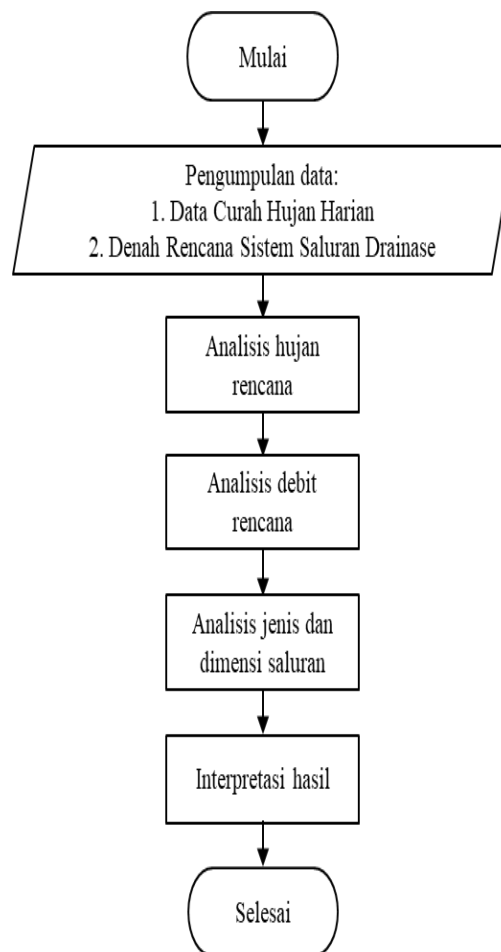 Mulai
Pengumpulan data:
1. Data Curah Hujan Harian
2. Denah Rencana Sistem Saluran Drainase
Analisis hujan
rencana
Analisis debit
rencana
Analisis jenis dan
dimensi saluran
Interpretasi hasil
Selesai